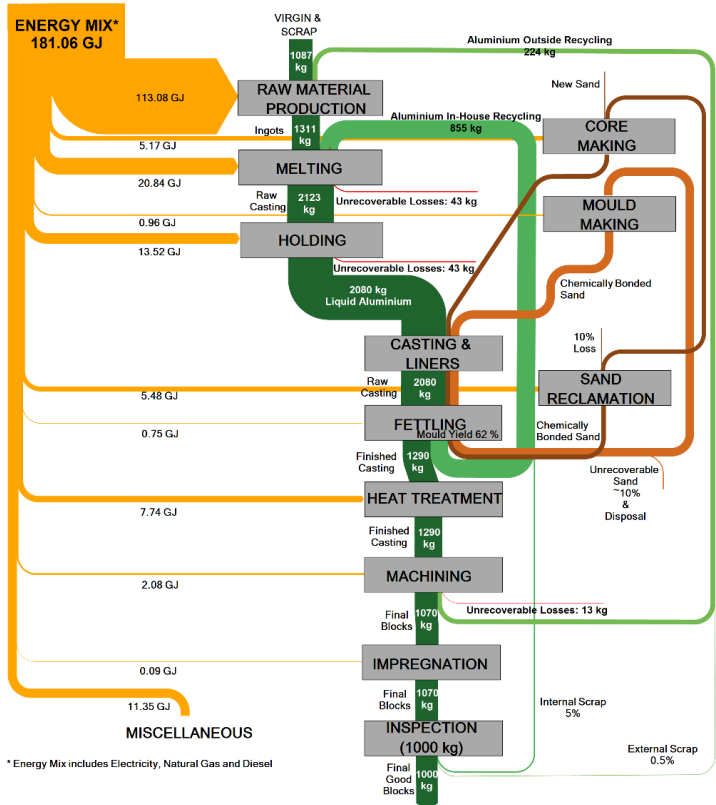 VIRGIN &
SCRAP
ENERGY MIX*
181.06 GJ
Aluminium Outside Recycling
224 kg
1087
kg
113.08 GJ
RAW MATERIAL
PRODUCTION
New Sand
Aluminium In-House Recycling
855 kg
Ingots
1311
kg
CORE
MAKING
5.17 GJ
MELTING
20.84 GJ
Raw
Casting
2123
kg
Unrecoverable Losses: 43 kg
MOULD
MAKING
0.96 GJ
HOLDING
13.52 GJ
Unrecoverable Losses: 43 kg
2080 kg
Liquid Aluminium
Chemically Bonded
Sand
10%
Loss
CASTING &
LINERS
Raw
Casting
2080
kg
SAND
RECLAMATION
5.48 GJ
FETTLING
Mould Yield 62 %
0.75 GJ
Chemically
Bonded Sand
Finished
Casting
1290
kg
Unrecoverable
Sand
~10%
&
Disposal
HEAT TREATMENT
7.74 GJ
Finished
Casting
1290
kg
MACHINING
2.08 GJ
Unrecoverable Losses: 13 kg
Final
Blocks
1070
kg
IMPREGNATION
0.09 GJ
Final
Blocks
1070
kg
11.35 GJ
MISCELLANEOUS
Internal Scrap
5%
INSPECTION
(1000 kg)
External Scrap
0.5%
* Energy Mix includes Electricity, Natural Gas and Diesel
Final
Good
Blocks
1000
kg